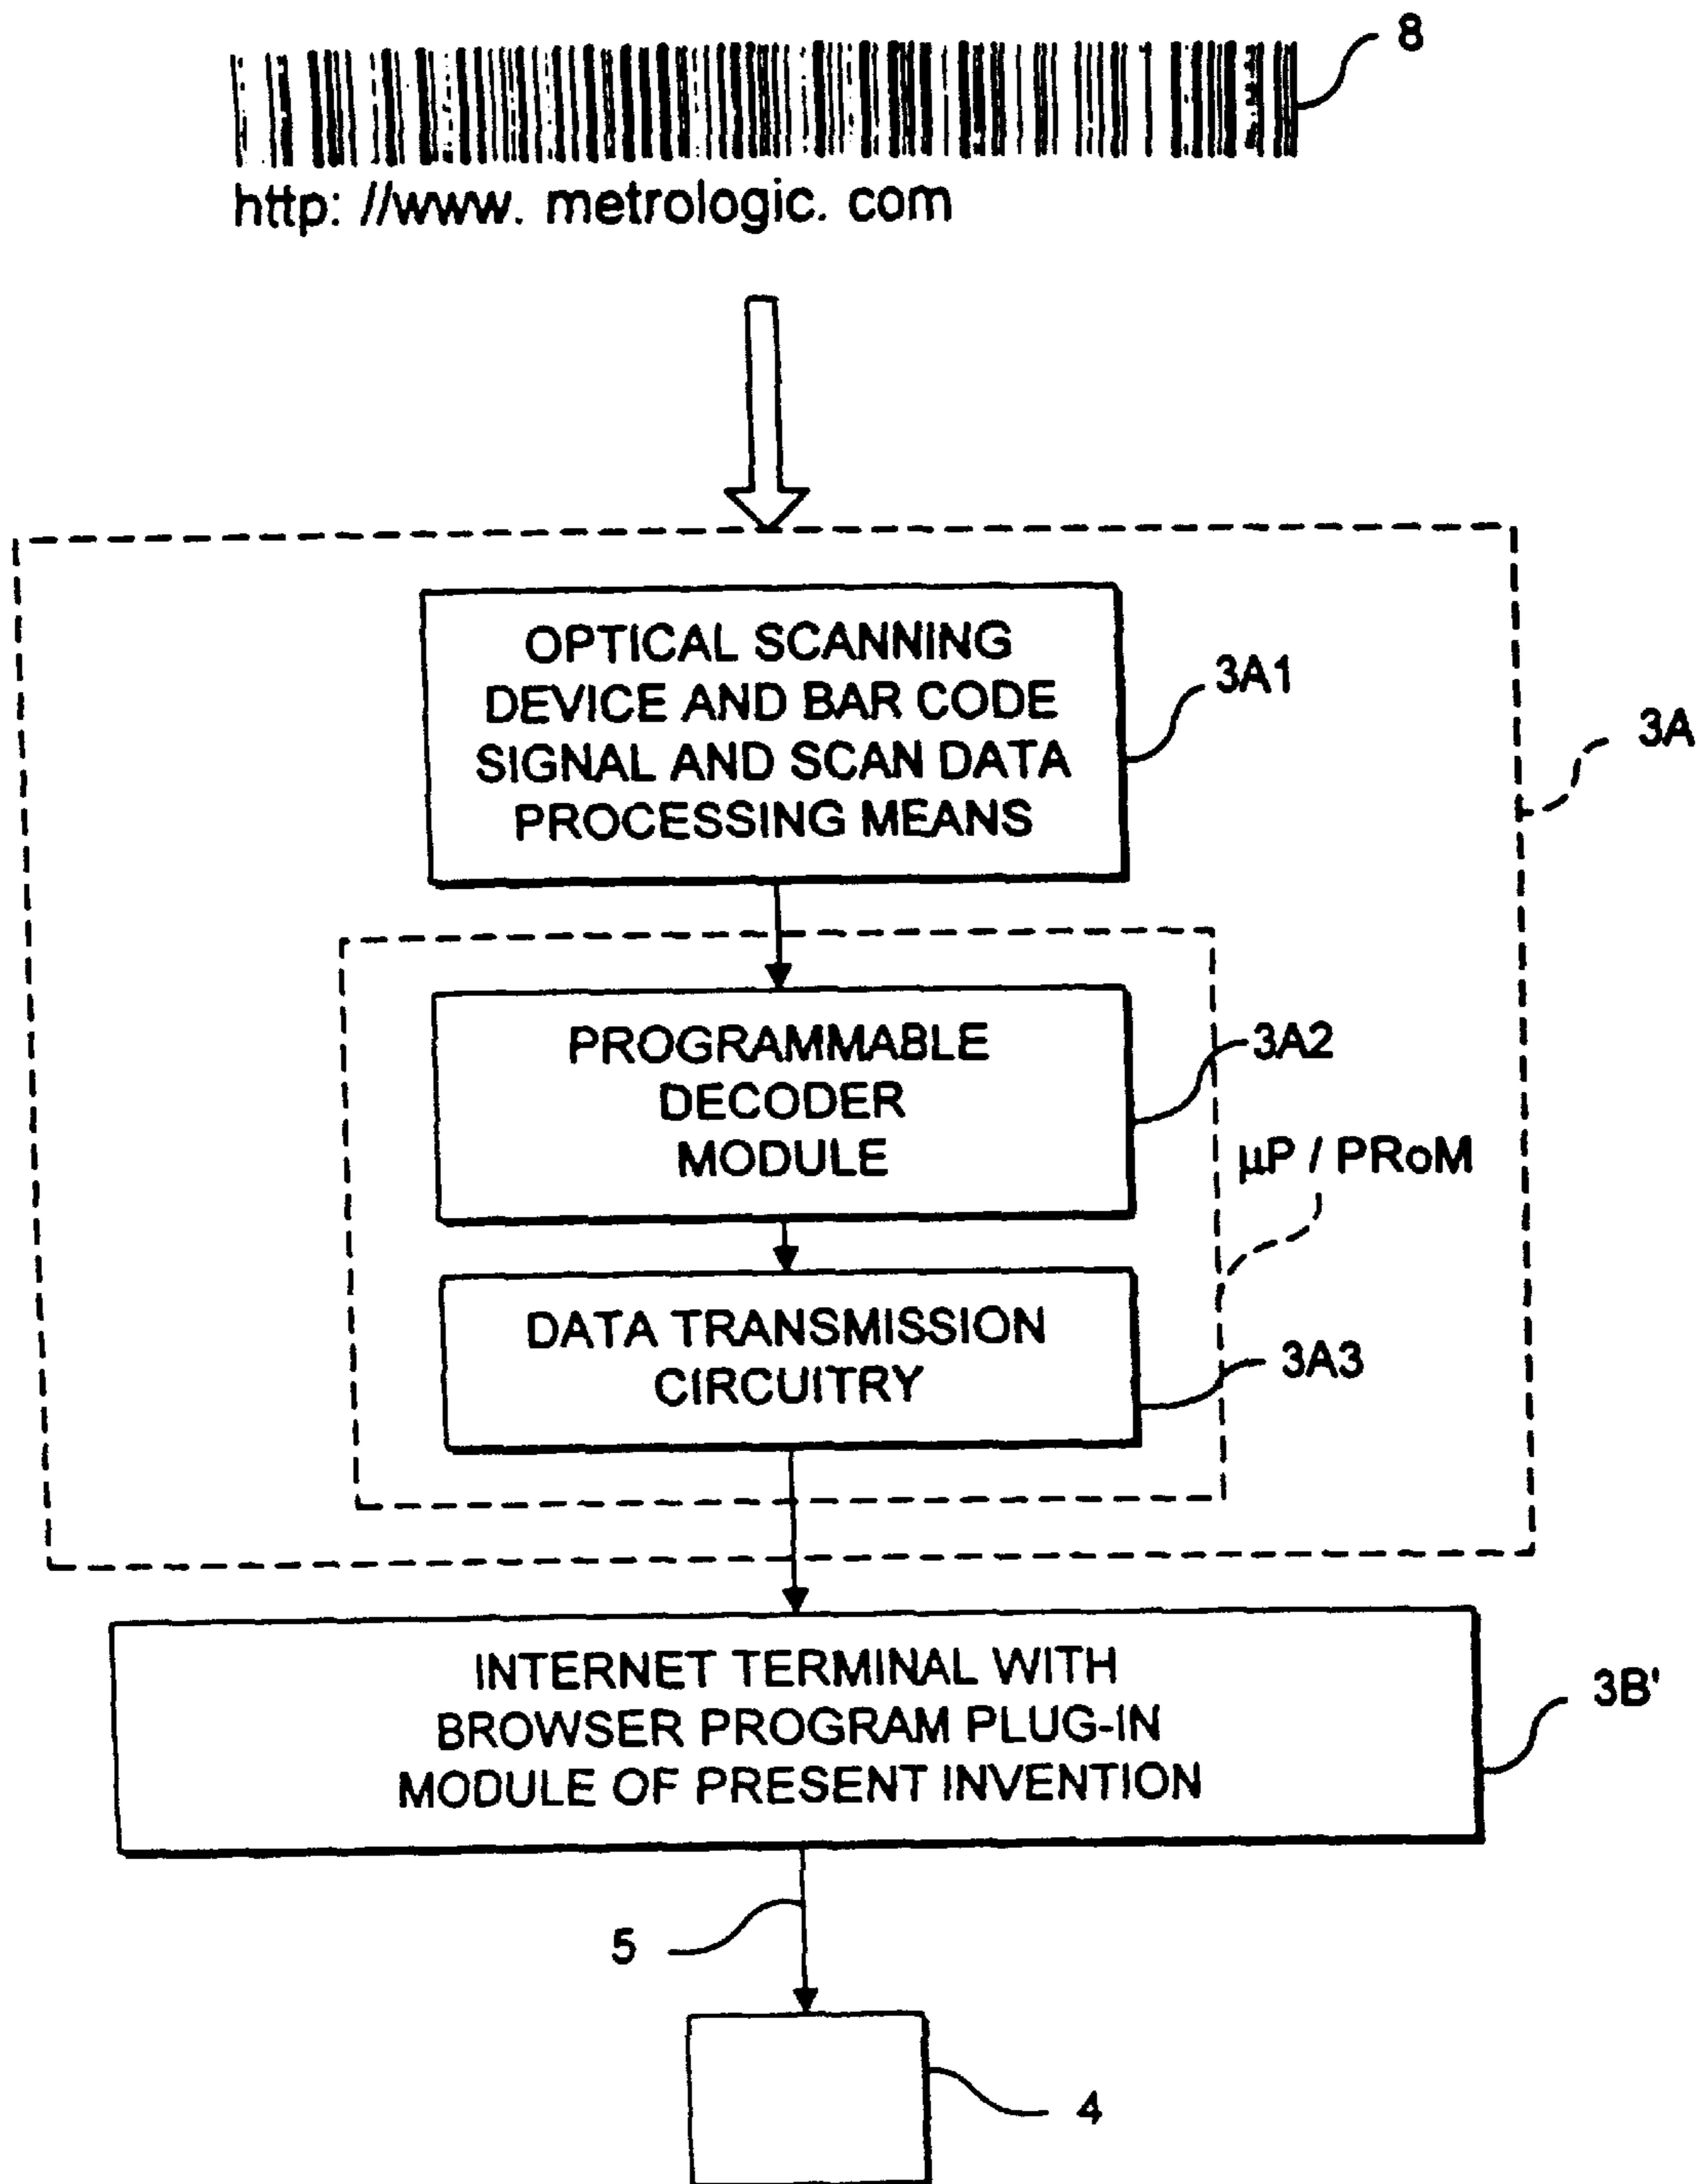 8
http: //www. metrologic. com
OPTICAL SCANNING
DEVICE AND BAR CODE
SIGNAL AND SCAN DATA
PROCESSING MEANS
3A1
3A
PROGRAMMABLE
DECODER
MODULE
3A2
µP / PRoM
DATA TRANSMISSION
CIRCUITRY
3A3
INTERNET TERMINAL WITH
BROWSER PROGRAM PLUG-IN
MODULE OF PRESENT INVENTION
3B'
5
4